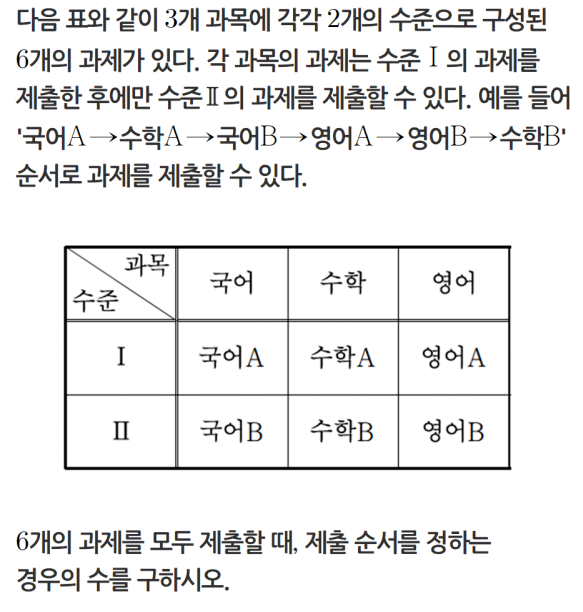 다음 표와 같이 3개 과목에 각각 2개의 수준으로 구성된
6개의 과제가 있다. 각 과목의 과제는 수준 Ⅰ의 과제를
제출한 후에만 수준Ⅱ의 과제를 제출할 수 있다. 예를 들어
'국어A→수학A→국어B→영어A→영어B→수학B'
순서로 과제를 제출할 수 있다.
과목
수준 국어 수학 영어
Ⅰ 국어A 수학A 영어A
Ⅱ 국어B 수학B 영어B
6개의 과제를 모두 제출할 때, 제출 순서를 정하는
경우의 수를 구하시오.